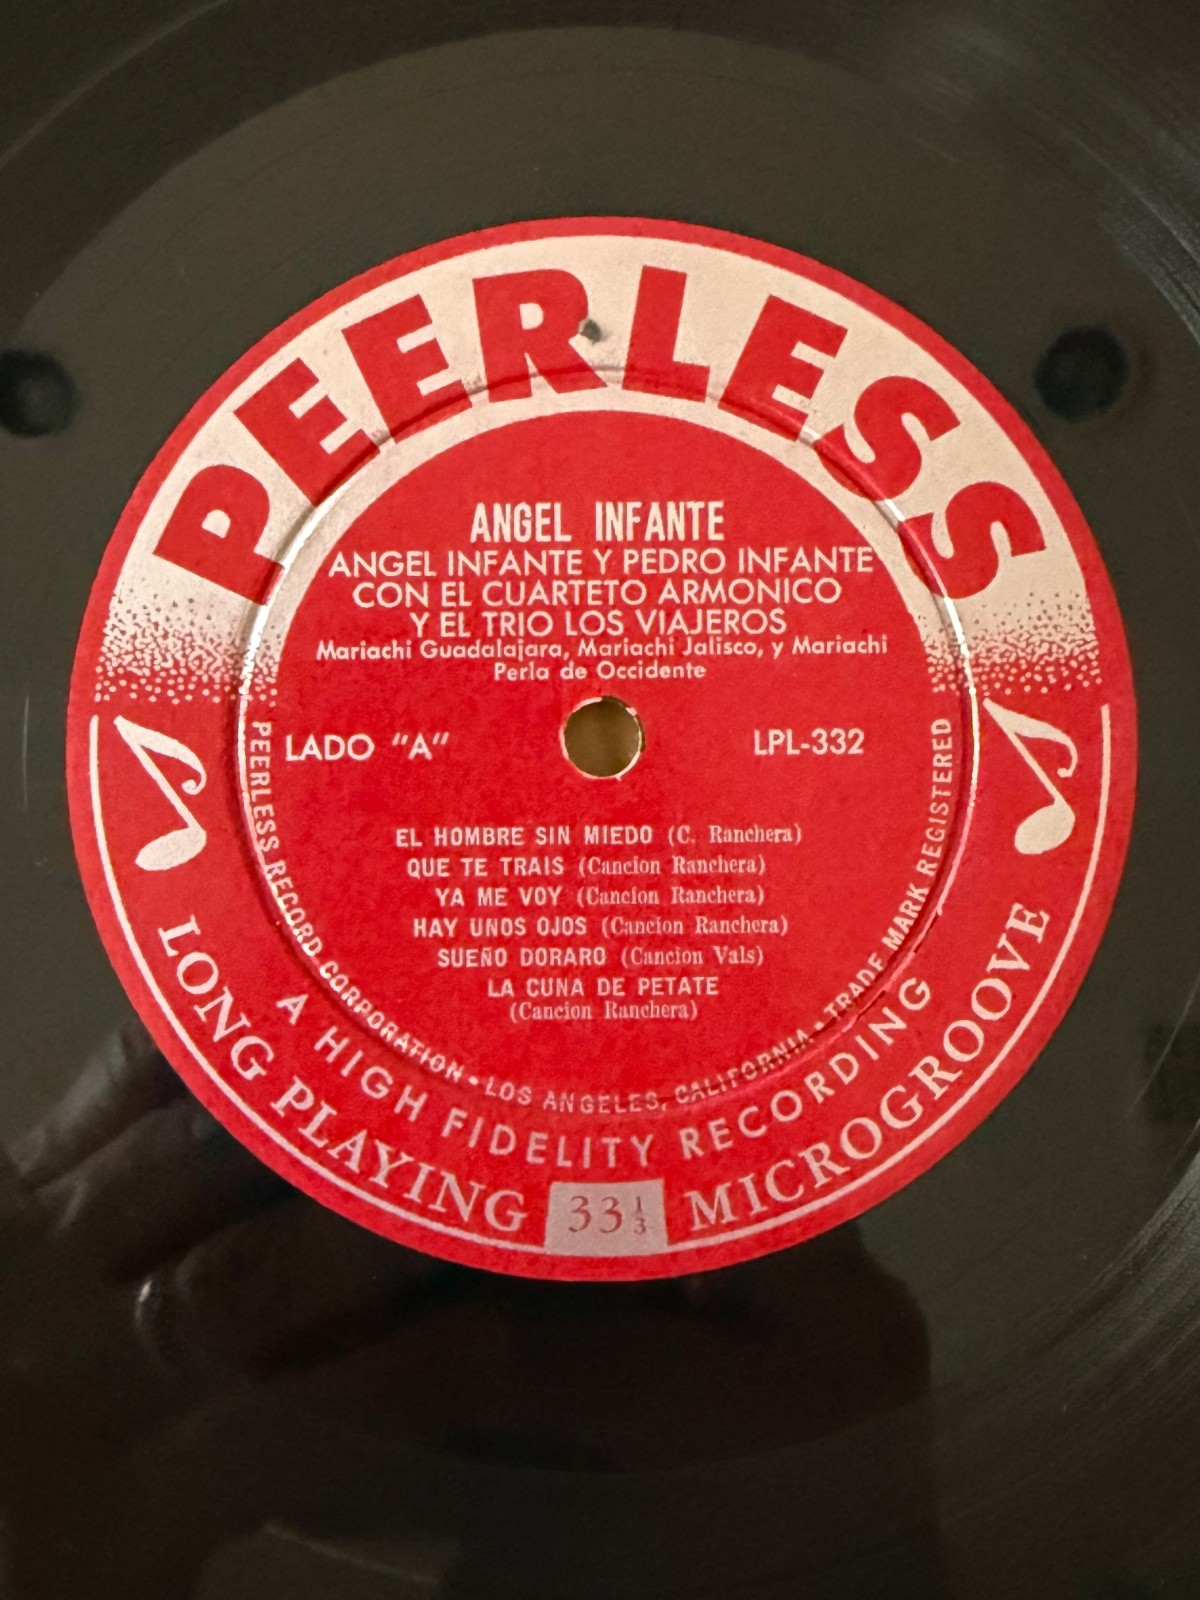 PEERLESS
ANGEL INFANTE
ANGEL INFANTE Y PEDRO INFANTE
CON EL CUARTETO ARMONICO
Y EL TRIO LOS VIAJEROS
Mariachi Guadalajara, Mariachi Jalisco, y Mariachi
Perla de Occidente
LADO "A"
LPL-332
EL HOMBRE SIN MIEDO (C. Ranchera)
QUE TE TRAIS (Cancion Ranchera)
YA ME VOY (Cancion Ranchera)
HAY UNOS OJOS (Cancion Ranchera)
SUEÑO DORARO (Cancion Vals)
LA CUNA DE PETATE
(Cancion Ranchera)
PEERLESS RECORD CORPORATION • LOS ANGELES, CALIFORNIA • TRADE MARK REGISTERED
A HIGH FIDELITY RECORDING
LONG PLAYING 33 1/3 MICROGROOVE